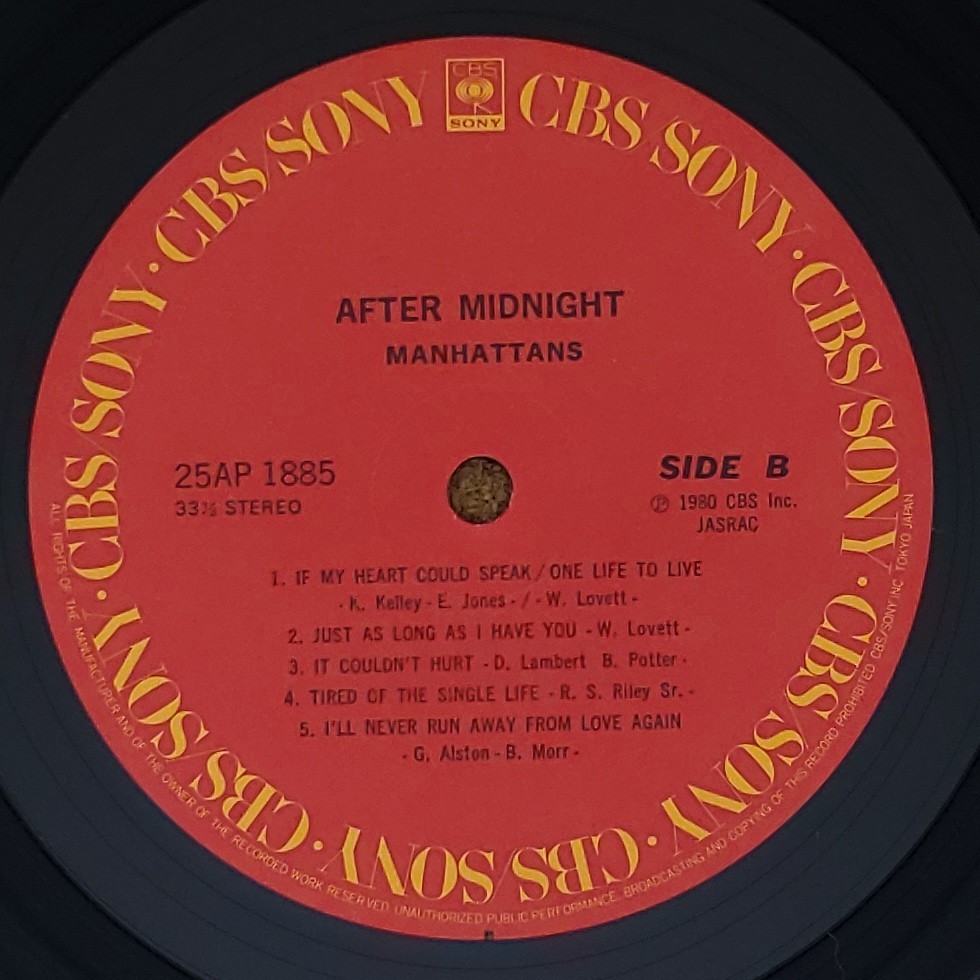 CBS
SONY
CBS/SONY · CBS/SONY · CBS/SONY · CBS/SONY · CBS/SONY · CBS/SONY · CBS/SONY · CBS/SONY
AFTER MIDNIGHT
MANHATTANS
25AP 1885
33⅓ STEREO
SIDE B
Ⓟ 1980 CBS Inc.
JASRAC
1. IF MY HEART COULD SPEAK/ONE LIFE TO LIVE
-K. Kelley-E. Jones-/-W. Lovett-
2. JUST AS LONG AS I HAVE YOU -W. Lovett-
3. IT COULDN'T HURT -D. Lambert B. Potter-
4. TIRED OF THE SINGLE LIFE -R. S. Riley Sr.-
5. I'LL NEVER RUN AWAY FROM LOVE AGAIN
-G. Alston-B. Morr-
ALL RIGHTS OF THE MANUFACTURER AND OF THE OWNER OF THE RECORDED WORK RESERVED. UNAUTHORIZED PUBLIC PERFORMANCE, BROADCASTING AND COPYING OF THIS RECORD PROHIBITED CBS/SONY INC. TOKYO JAPAN